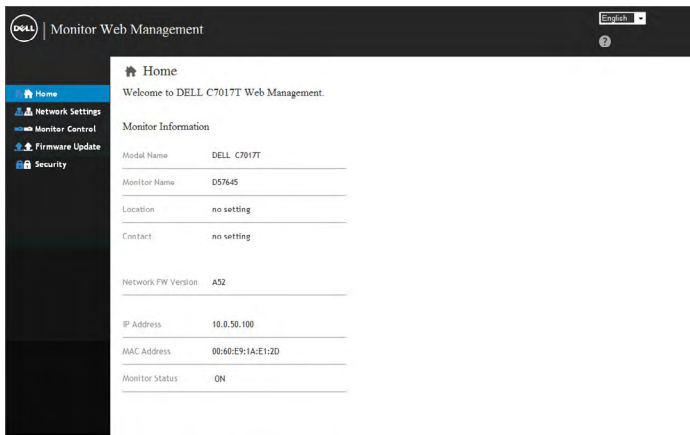 DELL | Monitor Web Management
English
?
Home
Network Settings
Monitor Control
Firmware Update
Security
Home
Welcome to DELL C7017T Web Management.
Monitor Information
Model Name DELL C7017T
Monitor Name D57645
Location no setting
Contact no setting
Network FW Version A52
IP Address 10.0.50.100
MAC Address 00:60:E9:1A:E1:2D
Monitor Status ON